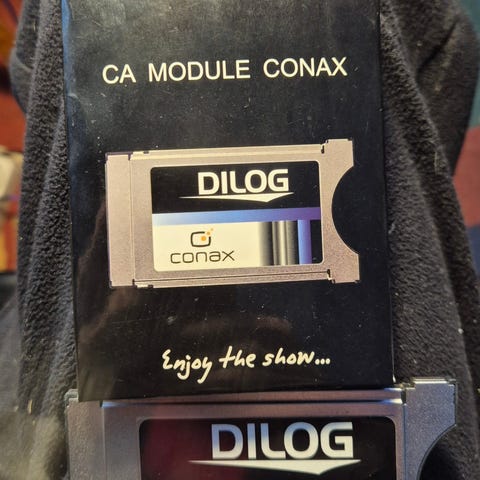 CA MODULE CONAX
DILOG
conax
Enjoy the show...
DILOG